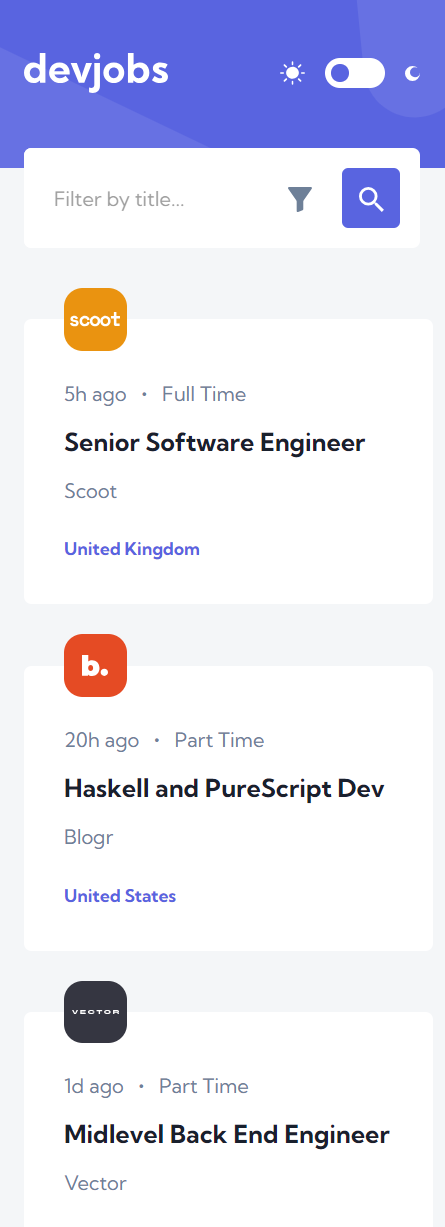 devjobs
Filter by title...
scoot
5h ago • Full Time
Senior Software Engineer
Scoot
United Kingdom
b.
20h ago • Part Time
Haskell and PureScript Dev
Blogr
United States
VECTOR
1d ago • Part Time
Midlevel Back End Engineer
Vector